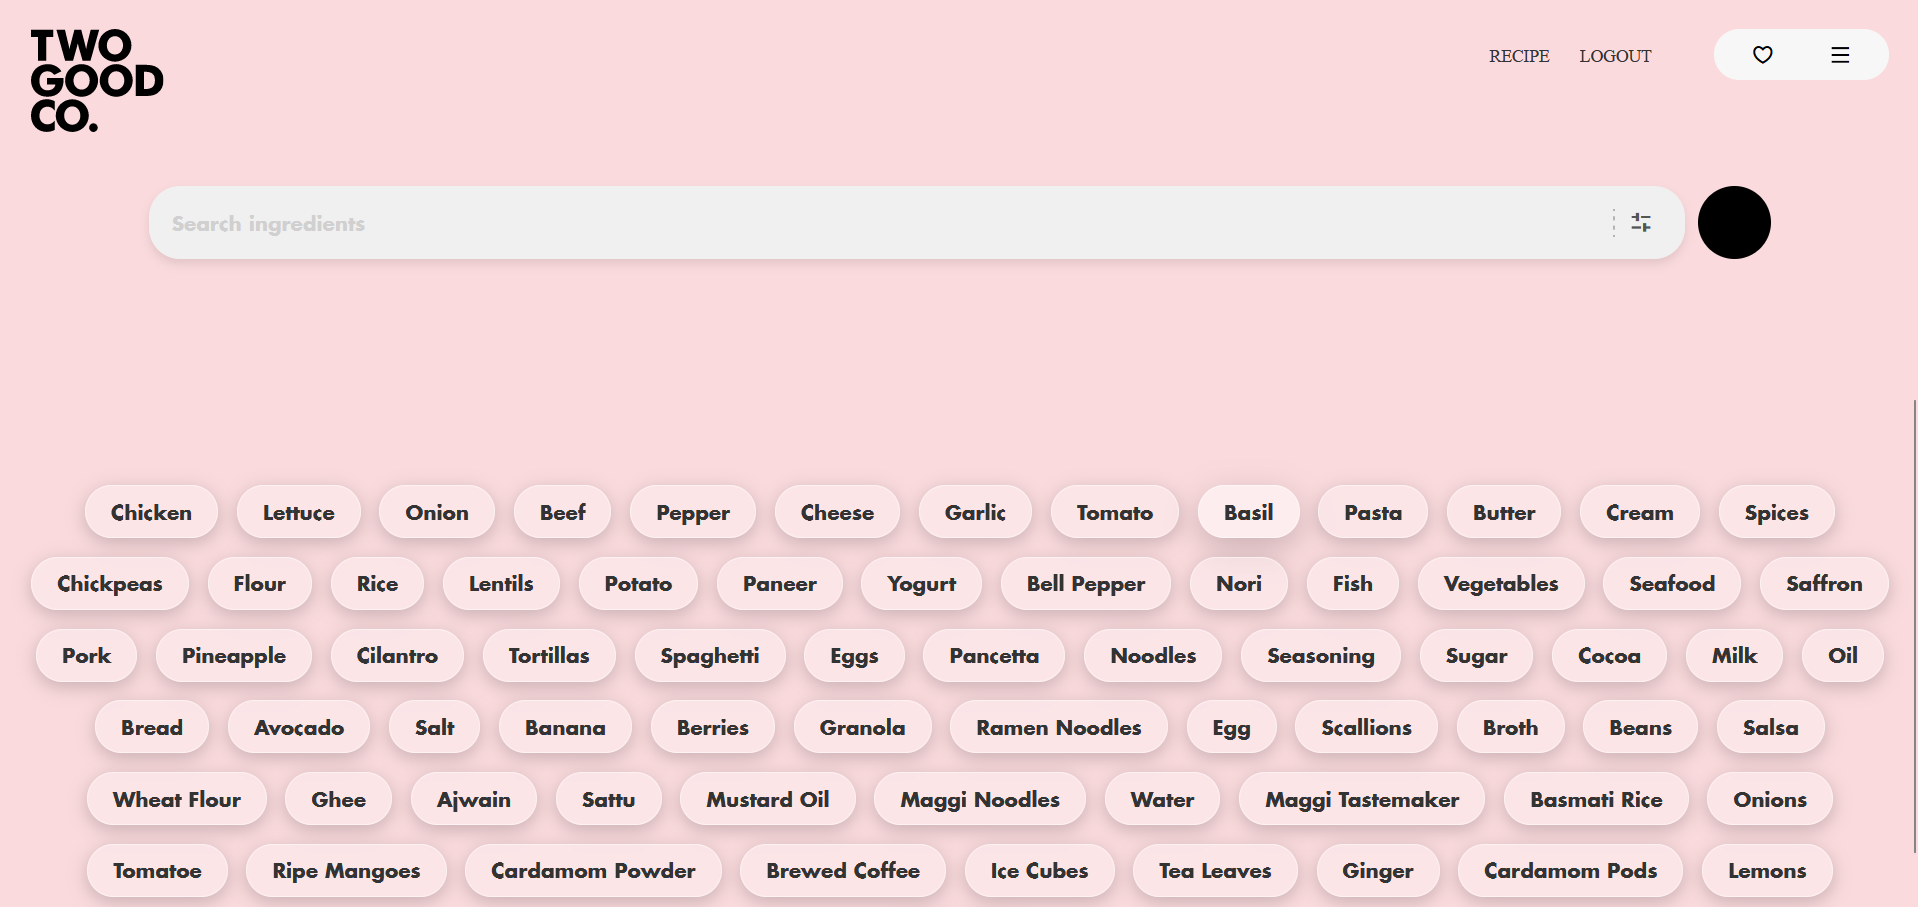 TWO
GOOD
CO.
RECIPE LOGOUT
Search ingredients
Chicken Lettuce Onion Beef Pepper Cheese Garlic Tomato Basil Pasta Butter Cream Spices
Chickpeas Flour Rice Lentils Potato Paneer Yogurt Bell Pepper Nori Fish Vegetables Seafood Saffron
Pork Pineapple Cilantro Tortillas Spaghetti Eggs Pancetta Noodles Seasoning Sugar Cocoa Milk Oil
Bread Avocado Salt Banana Berries Granola Ramen Noodles Egg Scallions Broth Beans Salsa
Wheat Flour Ghee Ajwain Sattu Mustard Oil Maggi Noodles Water Maggi Tastemaker Basmati Rice Onions
Tomatoe Ripe Mangoes Cardamom Powder Brewed Coffee Ice Cubes Tea Leaves Ginger Cardamom Pods Lemons